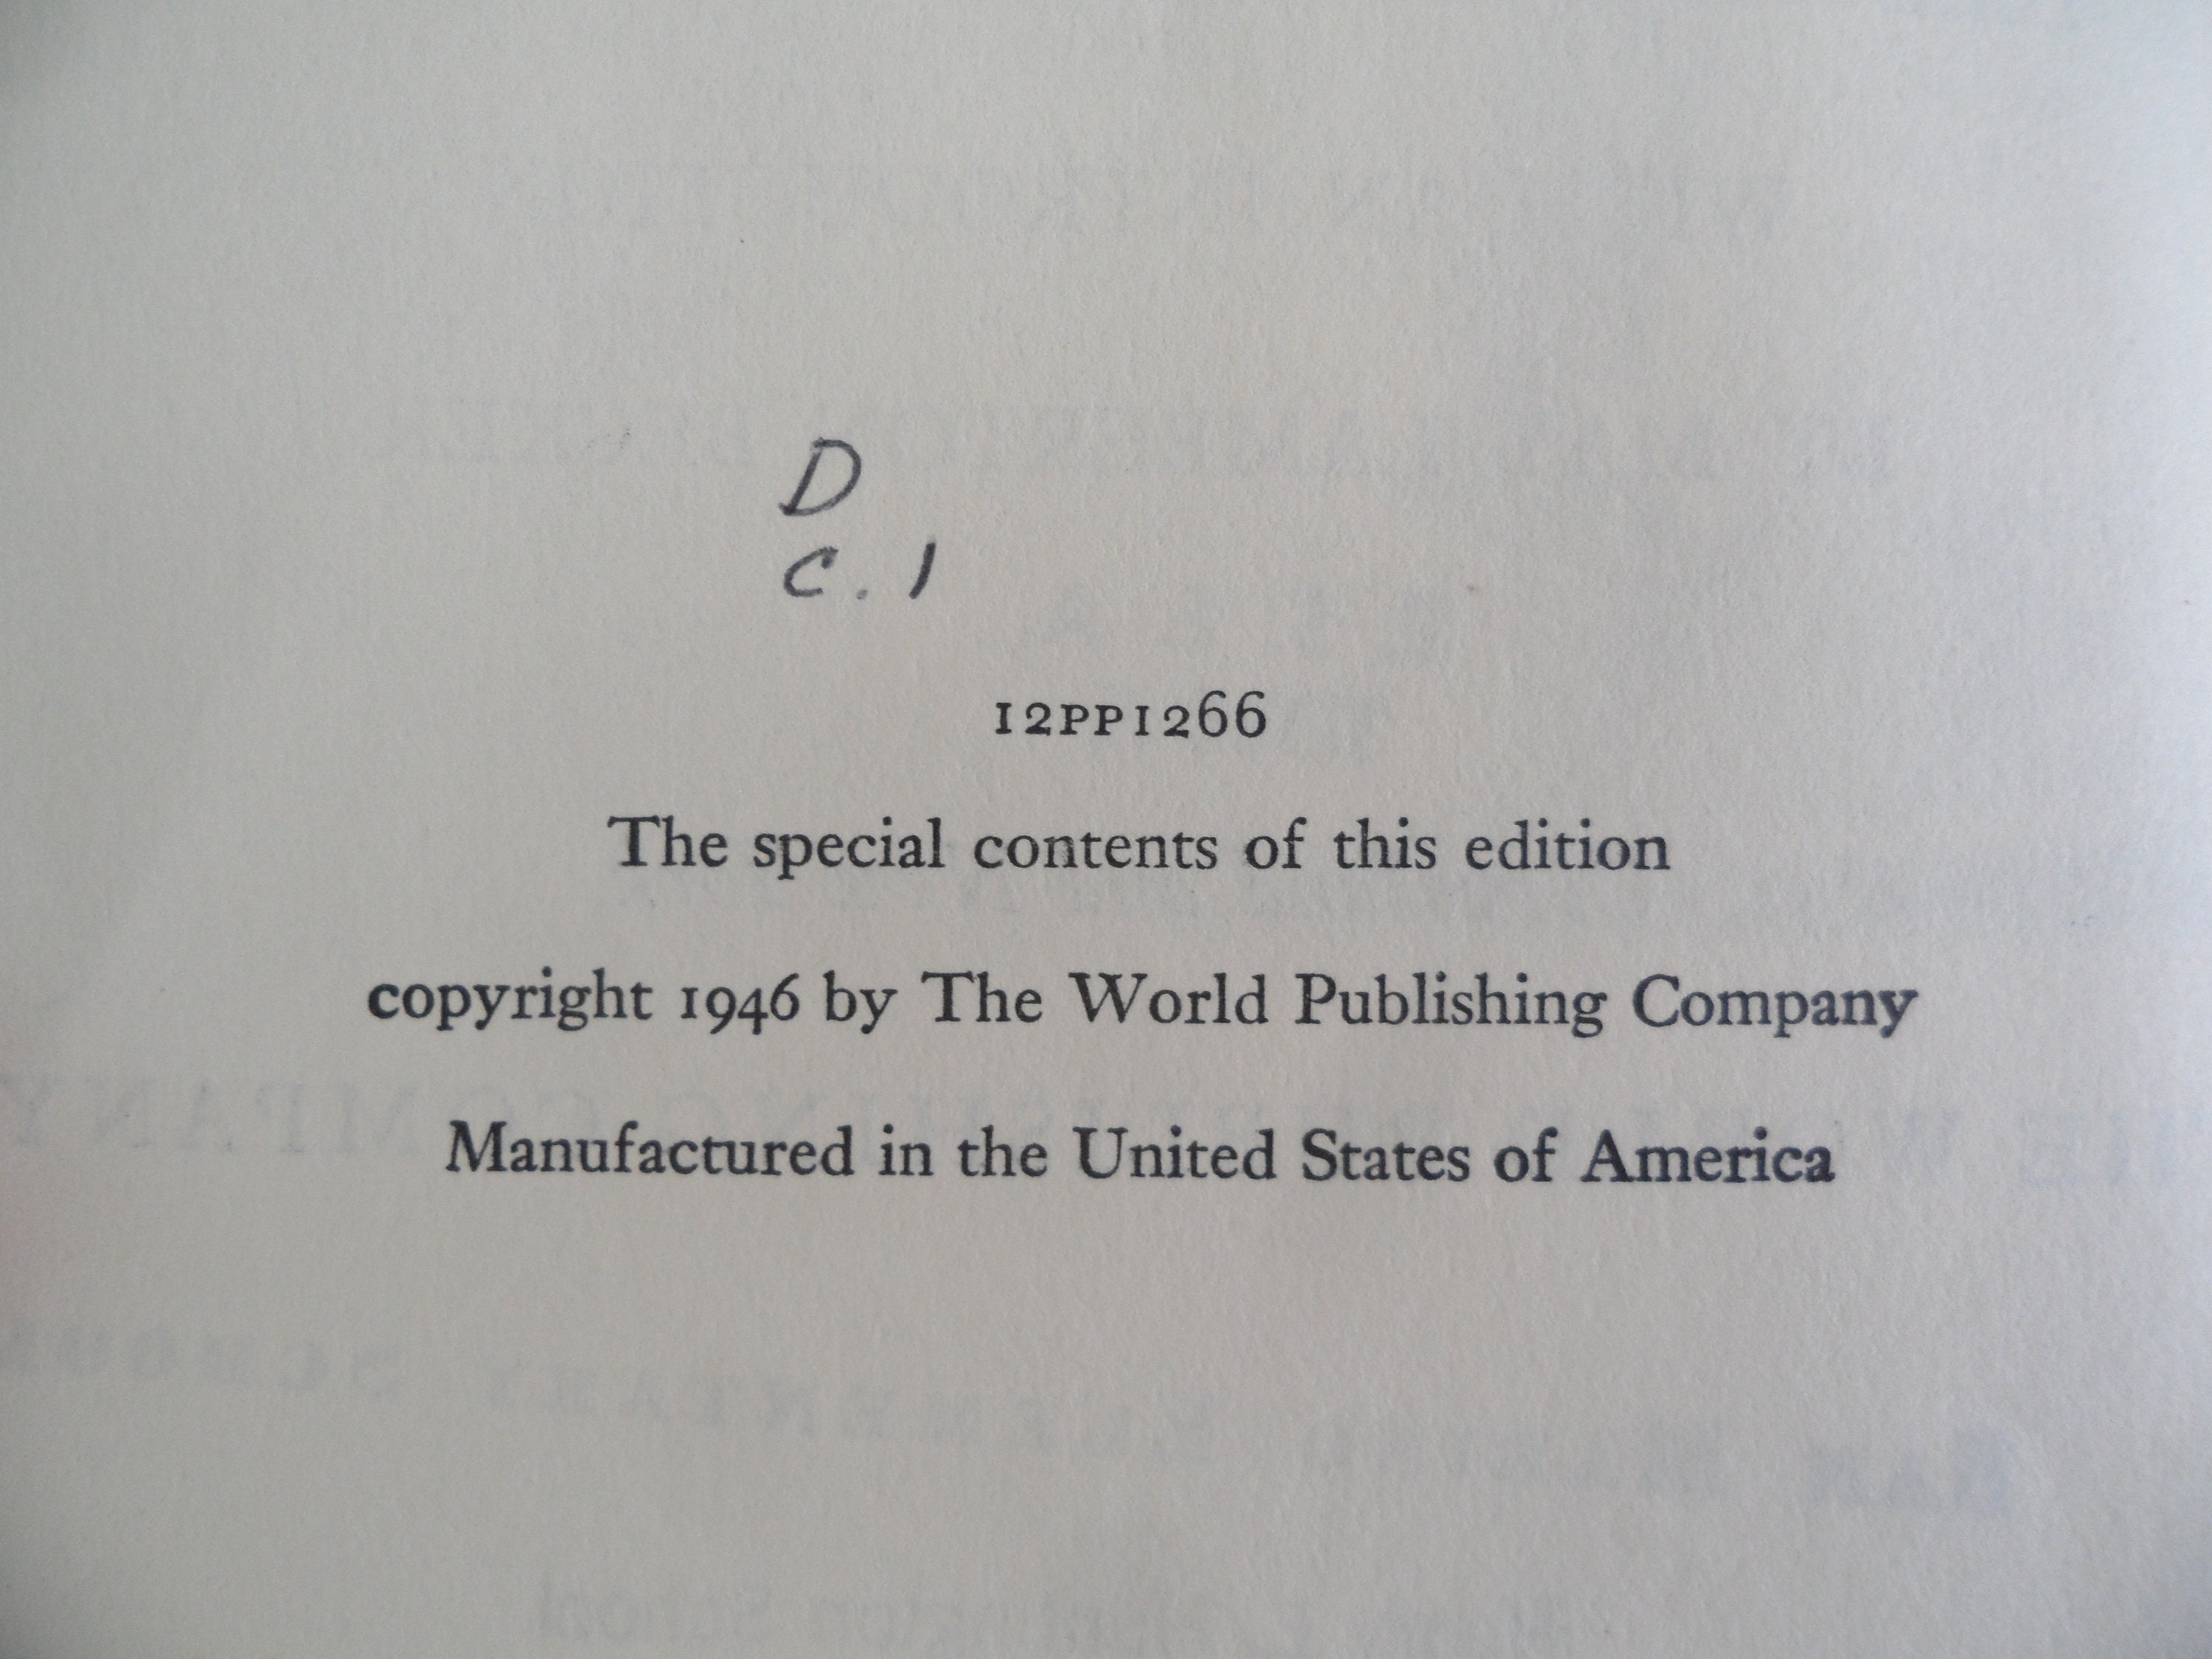 D
C. 1
12PP1266
The special contents of this edition
copyright 1946 by The World Publishing Company
Manufactured in the United States of America